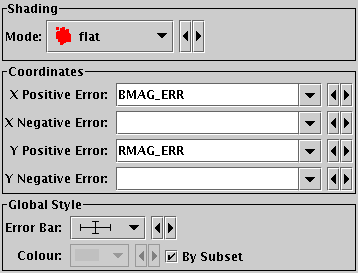 Shading
Mode: flat
Coordinates
X Positive Error: BMAG_ERR
X Negative Error:
Y Positive Error: RMAG_ERR
Y Negative Error:
Global Style
Error Bar:
Colour: By Subset